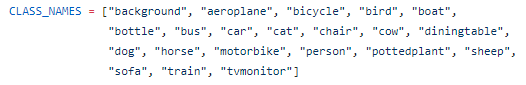 CLASS_NAMES = ["background", "aeroplane", "bicycle", "bird", "boat",
"bottle", "bus", "car", "cat", "chair", "cow", "diningtable",
"dog", "horse", "motorbike", "person", "pottedplant", "sheep",
"sofa", "train", "tvmonitor"]